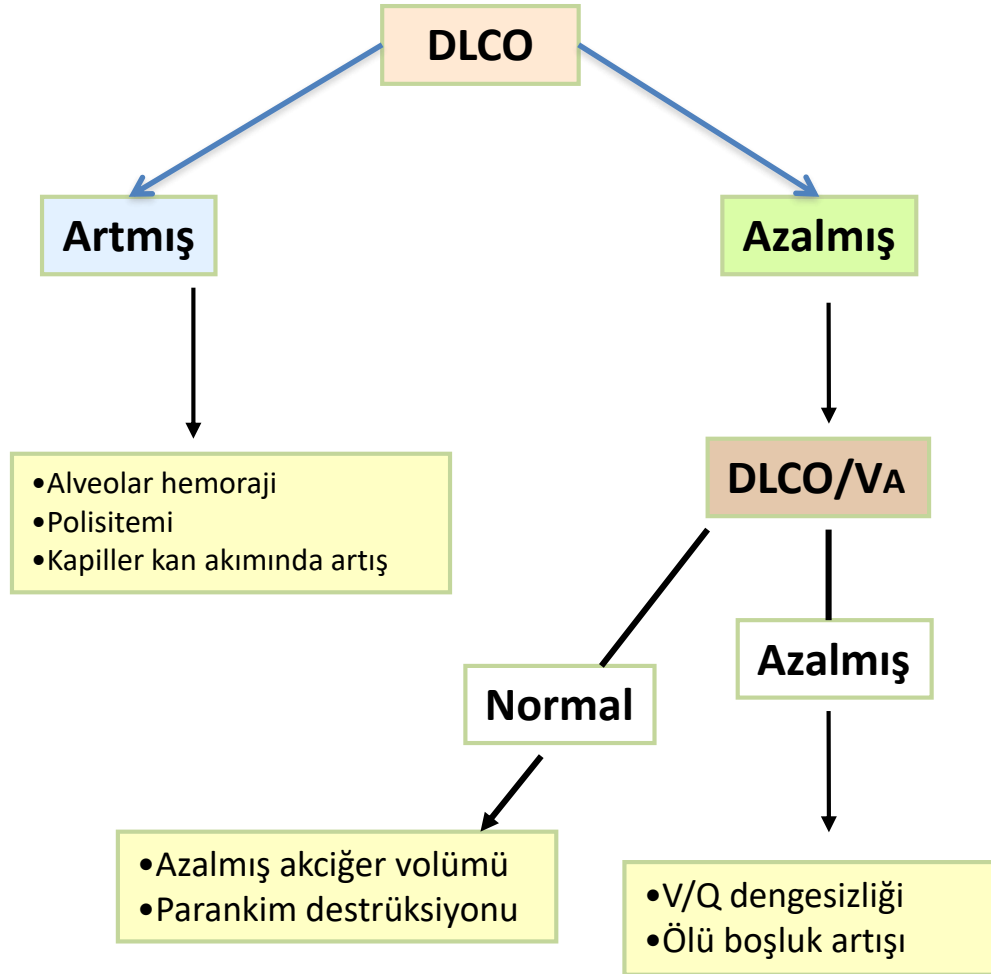 DLCO
Artmış
Azalmış
•Alveolar hemoraji
•Polisitemi
•Kapiller kan akımında artış
DLCO/VA
Normal
Azalmış
•Azalmış akciğer volümü
•Parankim destrüksiyonu
•V/Q dengesizliği
•Ölü boşluk artışı